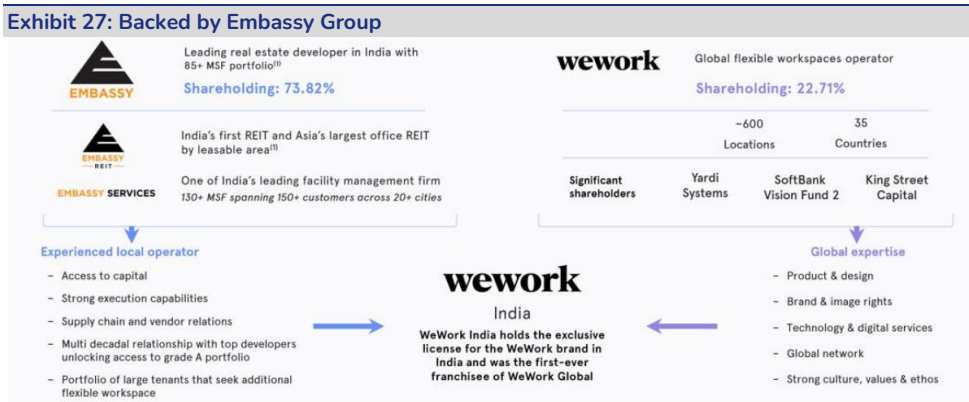 Exhibit 27: Backed by Embassy Group
EMBASSY
Leading real estate developer in India with
85+ MSF portfolio(1)
Shareholding: 73.82%
EMBASSY
REIT
India's first REIT and Asia's largest office REIT
by leasable area(1)
EMBASSY SERVICES
One of India's leading facility management firm
130+ MSF spanning 150+ customers across 20+ cities
Experienced local operator
– Access to capital
– Strong execution capabilities
– Supply chain and vendor relations
– Multi decadal relationship with top developers
unlocking access to grade A portfolio
– Portfolio of large tenants that seek additional
flexible workspace
wework
India
WeWork India holds the exclusive
license for the WeWork brand in
India and was the first-ever
franchisee of WeWork Global
wework
Global flexible workspaces operator
Shareholding: 22.71%
~600
Locations
35
Countries
Significant
shareholders
Yardi
Systems
SoftBank
Vision Fund 2
King Street
Capital
Global expertise
– Product & design
– Brand & image rights
– Technology & digital services
– Global network
– Strong culture, values & ethos